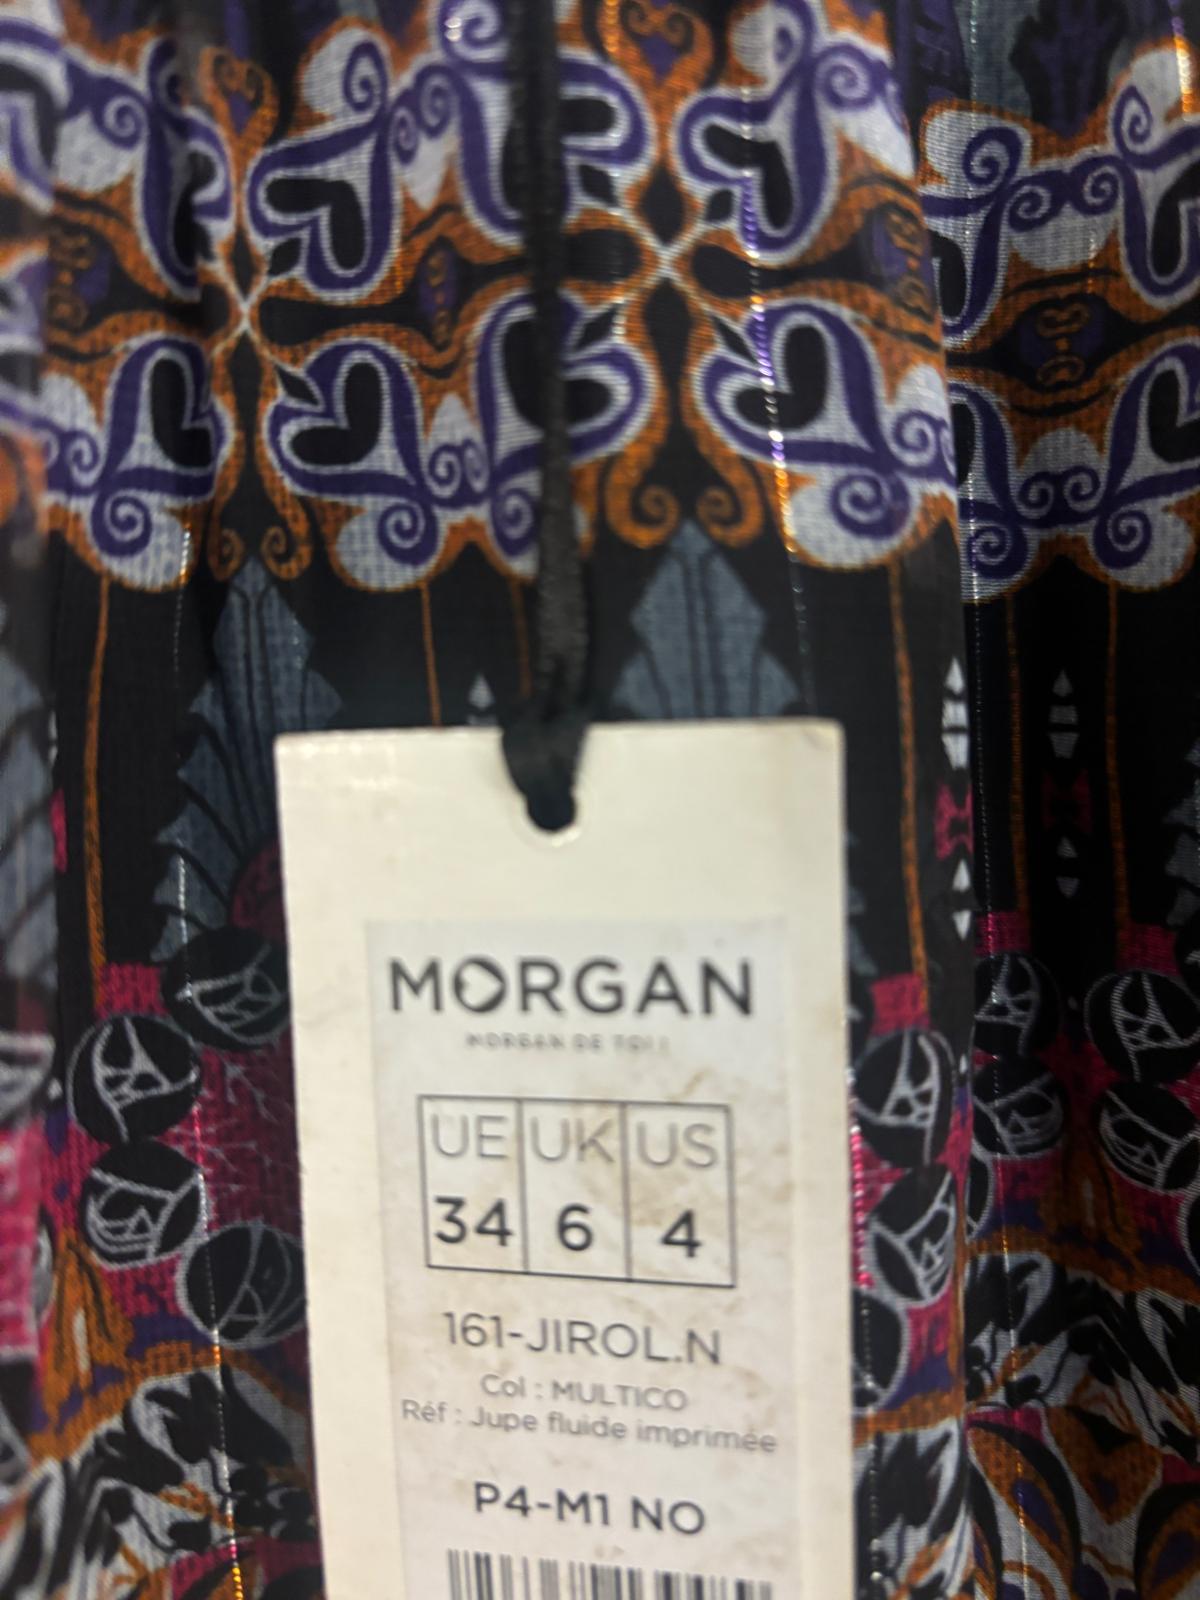 MORGAN
MORGAN DE TOI !
UE UK US
34 6 4
161-JIROL.N
Col : MULTICO
Réf : Jupe fluide imprimée
P4-M1 NO